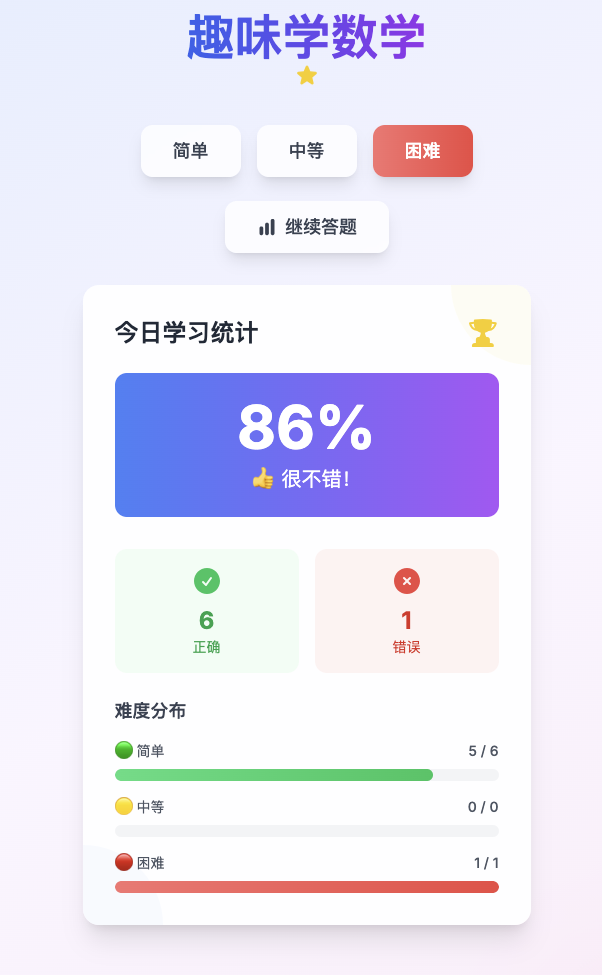 趣味学数学
简单 中等 困难
继续答题
今日学习统计
86%
👍 很不错!
6 1
正确 错误
难度分布
简单 5 / 6
中等 0 / 0
困难 1 / 1